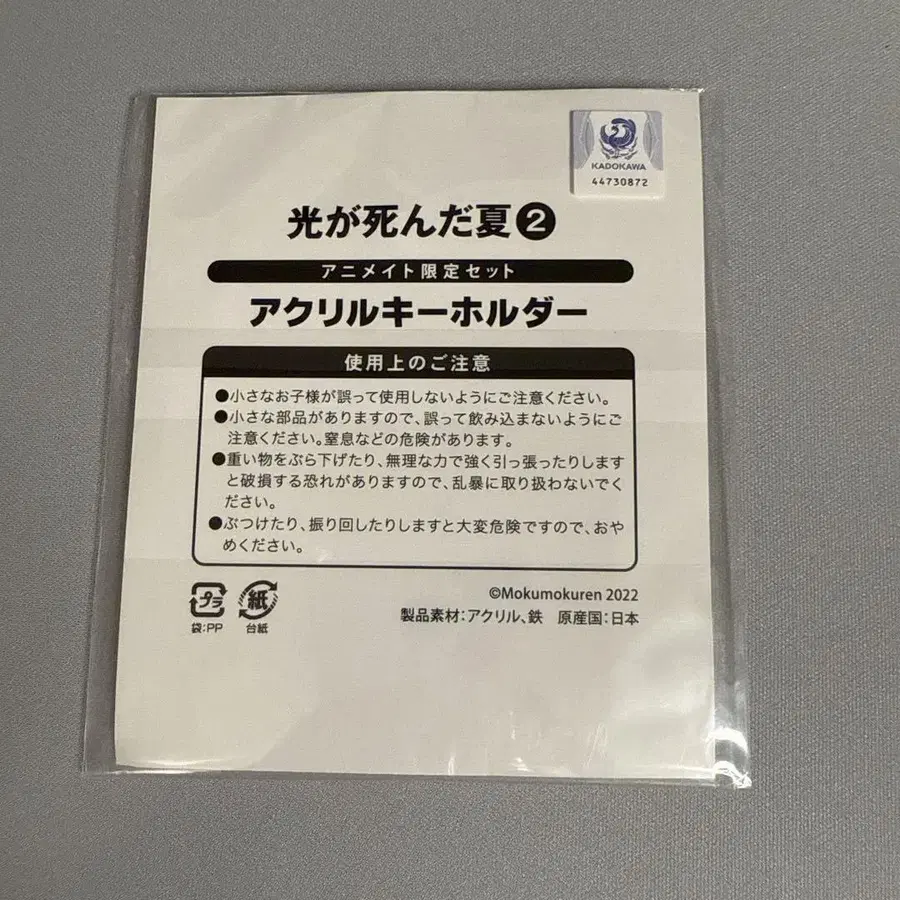 KADOKAWA
44730872
光が死んだ夏❷
アニメイト限定セット
アクリルキーホルダー
使用上のご注意
●小さなお子様が誤って使用しないようにご注意ください。
●小さな部品がありますので、誤って飲み込まないようにご
注意ください。窒息などの危険があります。
●重い物をぶら下げたり、無理な力で強く引っ張ったりします
と破損する恐れがありますので、乱暴に取り扱わないでく
ださい。
●ぶつけたり、振り回したりしますと大変危険ですので、おや
めください。
プラ
袋:PP
紙
台紙
©Mokumokuren 2022
製品素材:アクリル、鉄 原産国:日本